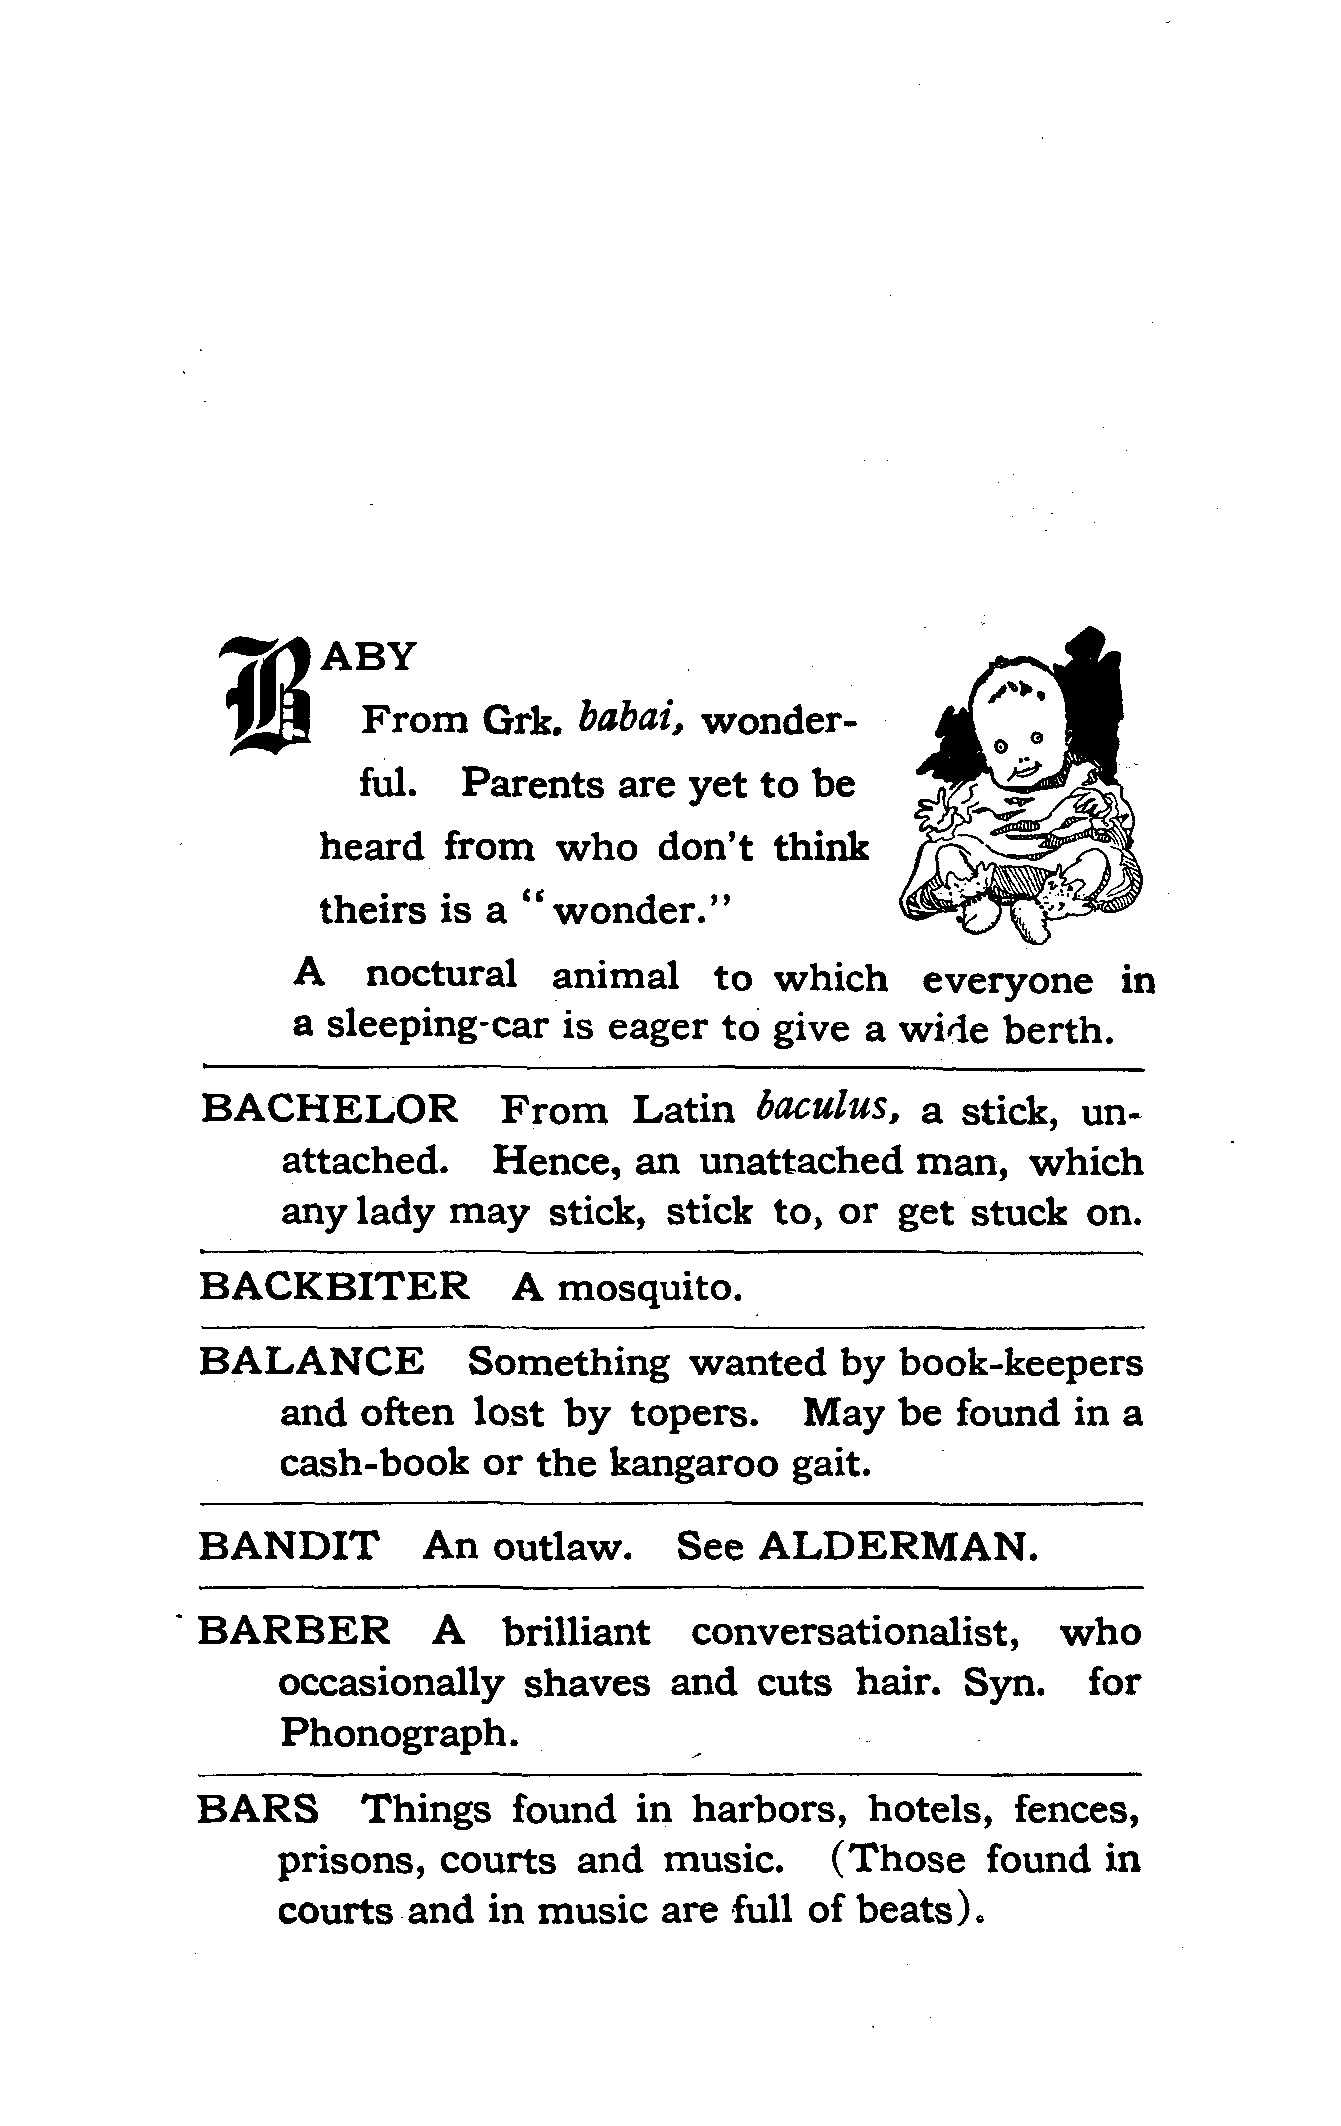 BABY
From Grk. babai, wonder-
ful. Parents are yet to be
heard from who don't think
theirs is a "wonder."
A noctural animal to which everyone in
a sleeping-car is eager to give a wide berth.
BACHELOR From Latin baculus, a stick, un-
attached. Hence, an unattached man, which
any lady may stick, stick to, or get stuck on.
BACKBITER A mosquito.
BALANCE Something wanted by book-keepers
and often lost by topers. May be found in a
cash-book or the kangaroo gait.
BANDIT An outlaw. See ALDERMAN.
BARBER A brilliant conversationalist, who
occasionally shaves and cuts hair. Syn. for
Phonograph.
BARS Things found in harbors, hotels, fences,
prisons, courts and music. (Those found in
courts and in music are full of beats).